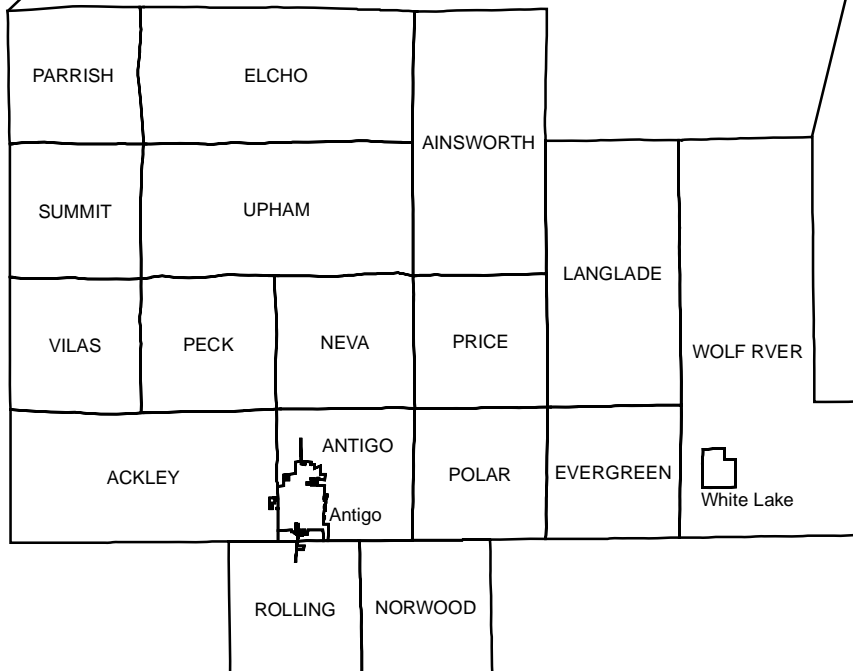 PARRISH
ELCHO
AINSWORTH
SUMMIT
UPHAM
LANGLADE
VILAS
PECK
NEVA
PRICE
WOLF RVER
ANTIGO
ACKLEY
POLAR
EVERGREEN
White Lake
Antigo
ROLLING
NORWOOD